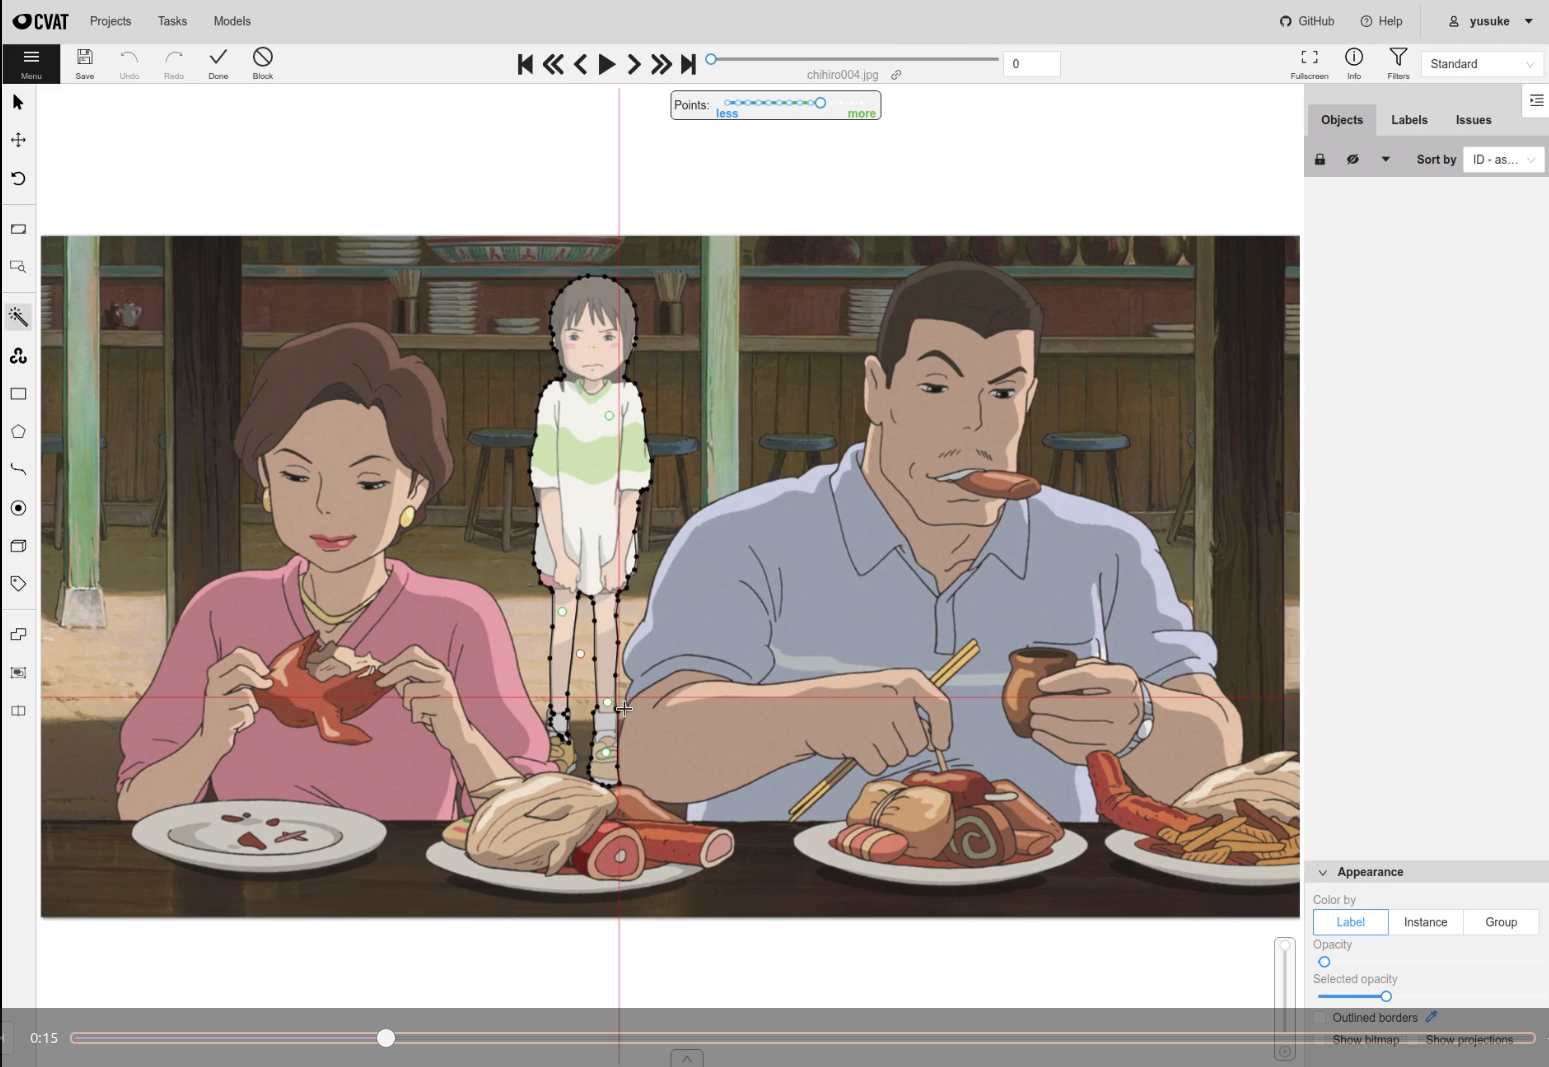 CVAT Projects Tasks Models GitHub Help yusuke
Menu Save Undo Redo Done Block 0 Fullscreen Info Filters Standard
chihiro004.jpg
Points: less more
Objects Labels Issues
Sort by ID - as...
Appearance
Color by
Label Instance Group
Opacity
Selected opacity
Outlined borders
Show bitmap Show projections
0:15